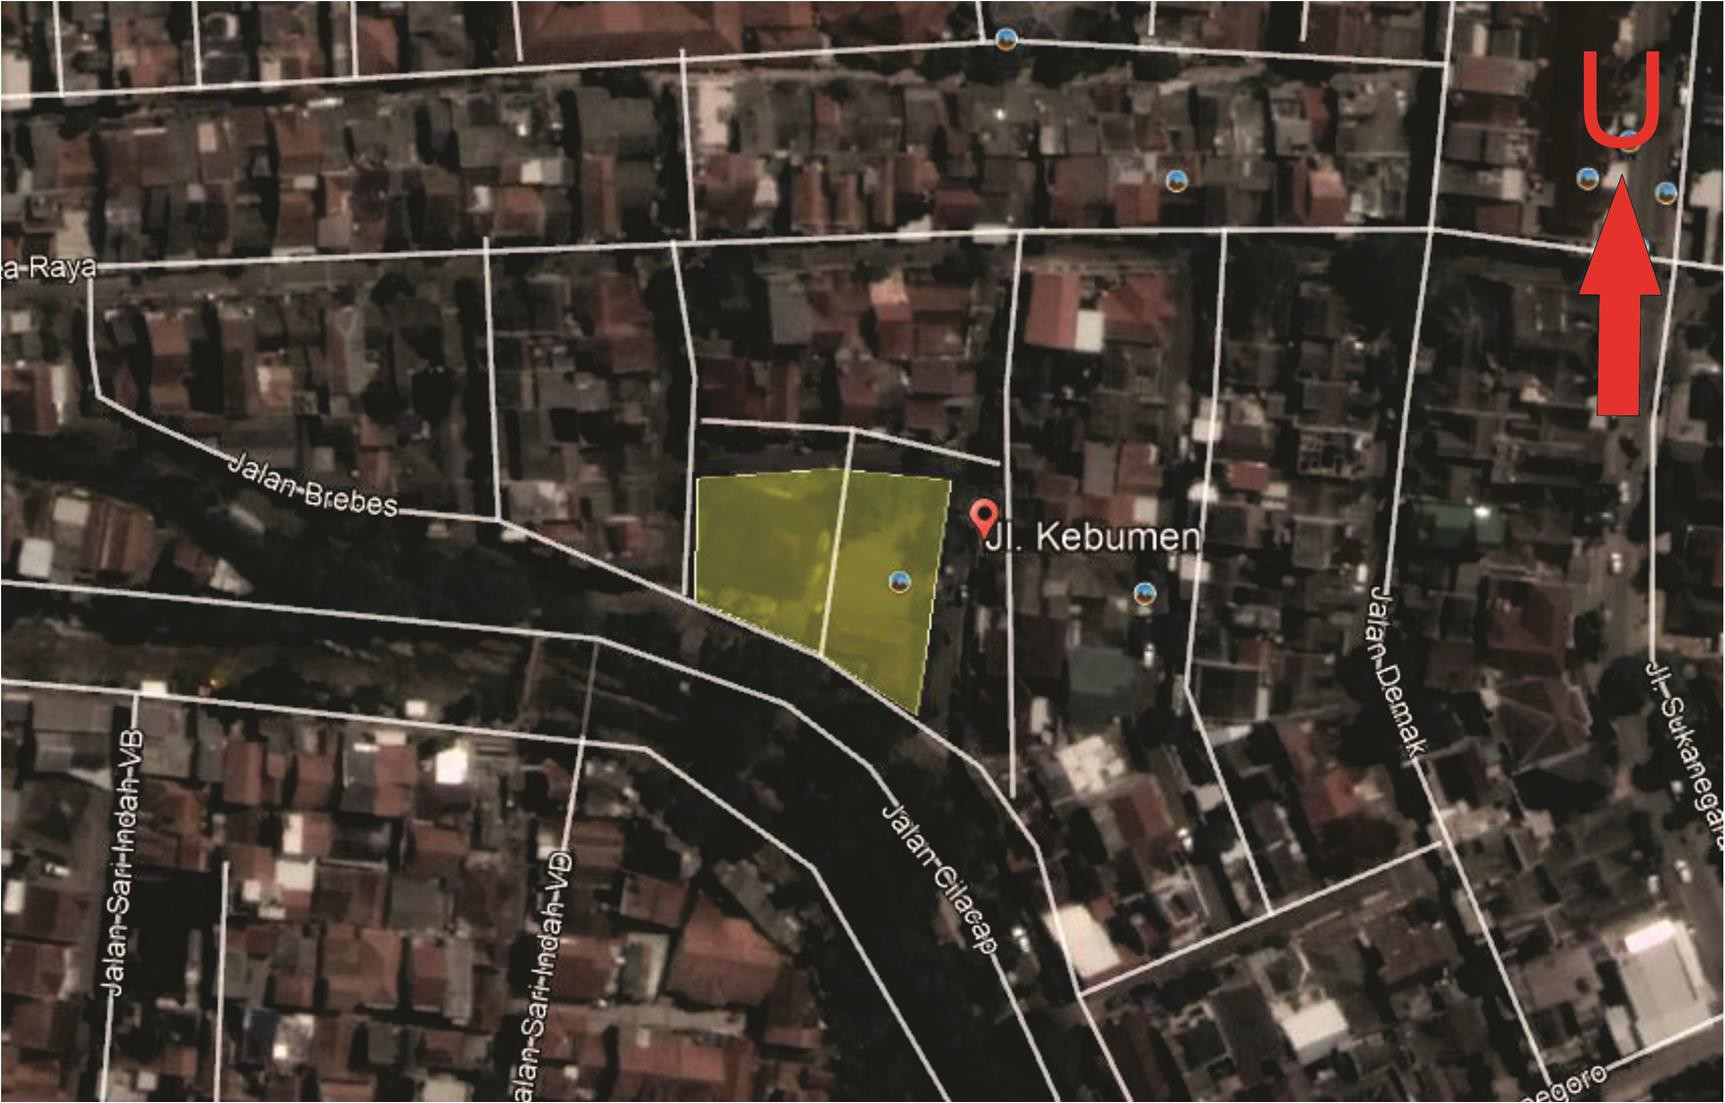 U
a Raya
Jalan Brebes
Jl. Kebumen
Jalan Demak
Jl. Sukanegara
Jalan Sari Indah VB
Jalan Cilacap
alan Sari Indah VD
negoro